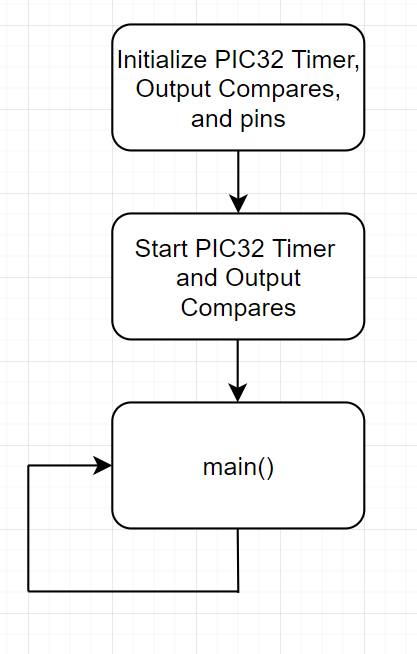 Initialize PIC32 Timer,
Output Compares,
and pins
Start PIC32 Timer
and Output
Compares
main()